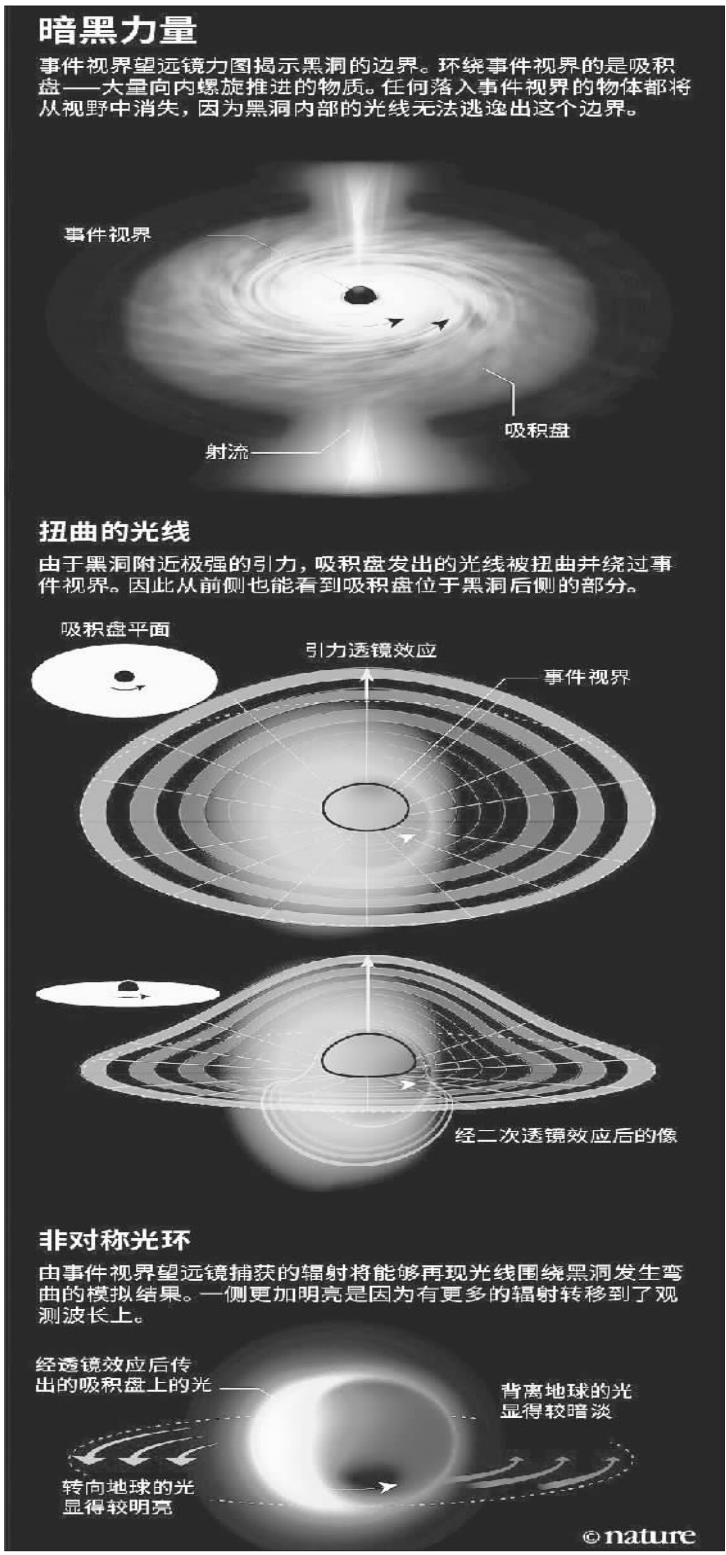 暗黑力量
事件视界望远镜力图揭示黑洞的边界。环绕事件视界的是吸积
盘——大量向内螺旋推进的物质。任何落入事件视界的物体都将
从视野中消失，因为黑洞内部的光线无法逃逸出这个边界。
事件视界
吸积盘
射流
扭曲的光线
由于黑洞附近极强的引力，吸积盘发出的光线被扭曲并绕过事
件视界。因此从前侧也能看到吸积盘位于黑洞后侧的部分。
吸积盘平面
引力透镜效应
事件视界
经二次透镜效应后的像
非对称光环
由事件视界望远镜捕获的辐射将能够再现光线围绕黑洞发生弯
曲的模拟结果。一侧更加明亮是因为有更多的辐射转移到了观
测波长上。
经透镜效应后传
出的吸积盘上的光
背离地球的光
显得较暗淡
转向地球的光
显得较明亮
©nature